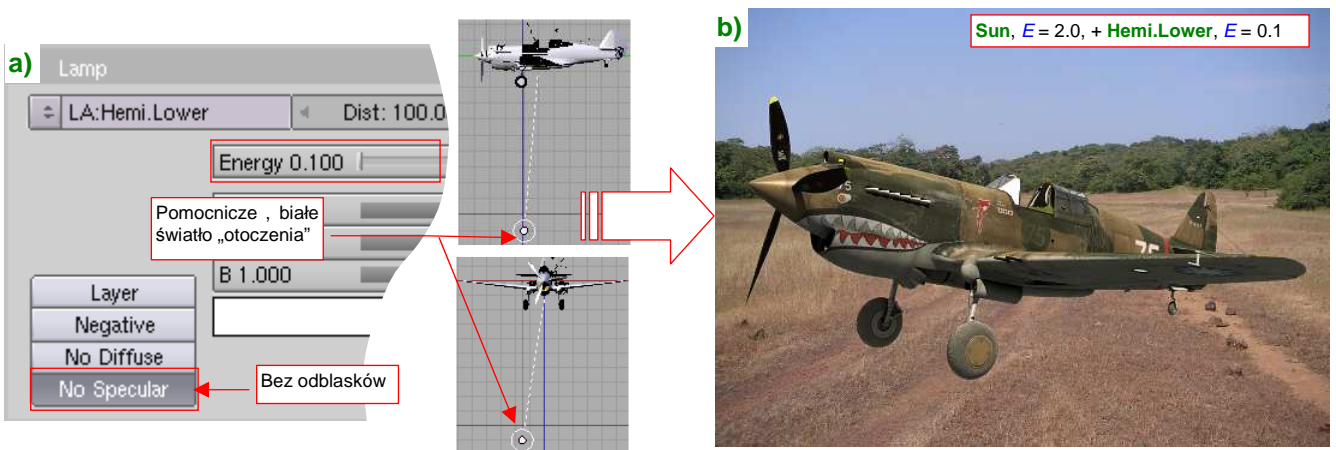 a)
Lamp
LA:Hemi.Lower
Dist: 100.0
Energy 0.100
Pomocnicze , białe
światło „otoczenia”
B 1.000
Layer
Negative
No Diffuse
No Specular
Bez odblasków
b)
Sun, E = 2.0, + Hemi.Lower, E = 0.1
75